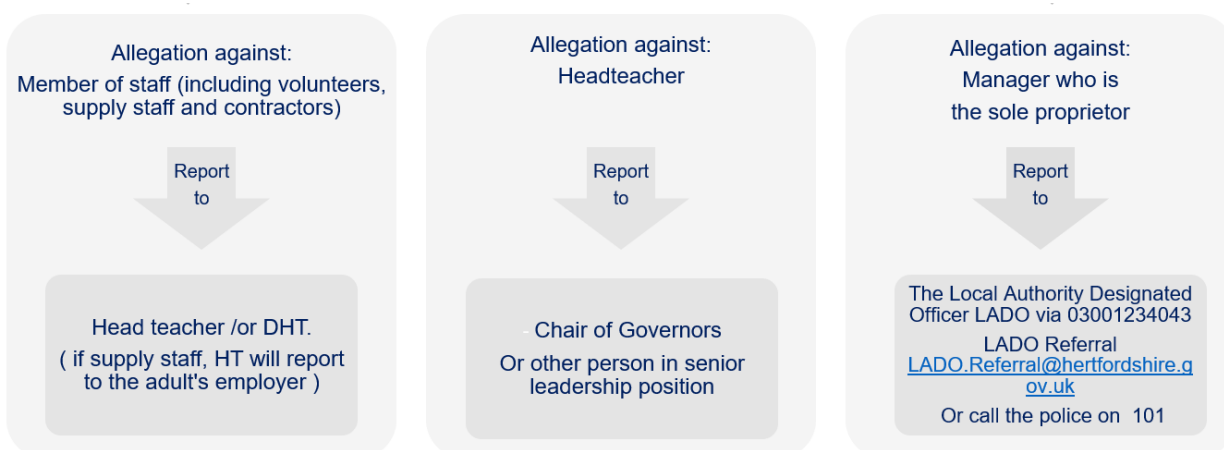 Allegation against:
Member of staff (including volunteers,
supply staff and contractors)
Report
to
Head teacher /or DHT.
( if supply staff, HT will report
to the adult's employer )
Allegation against:
Headteacher
Report
to
- Chair of Governors
Or other person in senior
leadership position
Allegation against:
Manager who is
the sole proprietor
Report
to
The Local Authority Designated
Officer LADO via 03001234043
LADO Referral
LADO.Referral@hertfordshire.g
ov.uk
Or call the police on 101